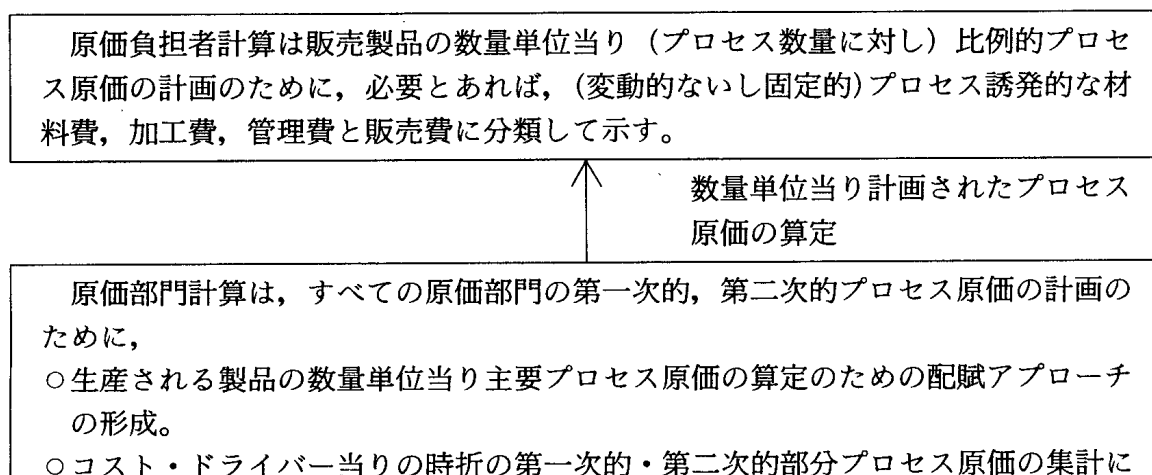 原価負担者計算は販売製品の数量単位当り（プロセス数量に対し）比例的プロセ
ス原価の計画のために，必要とあれば，(変動的ないし固定的)プロセス誘発的な材
料費，加工費，管理費と販売費に分類して示す。
数量単位当り計画されたプロセス
原価の算定
原価部門計算は，すべての原価部門の第一次的，第二次的プロセス原価の計画の
ために，
○生産される製品の数量単位当り主要プロセス原価の算定のための配賦アプローチ
の形成。
○コスト・ドライバー当りの時折の第一次的・第二次的部分プロセス原価の集計に